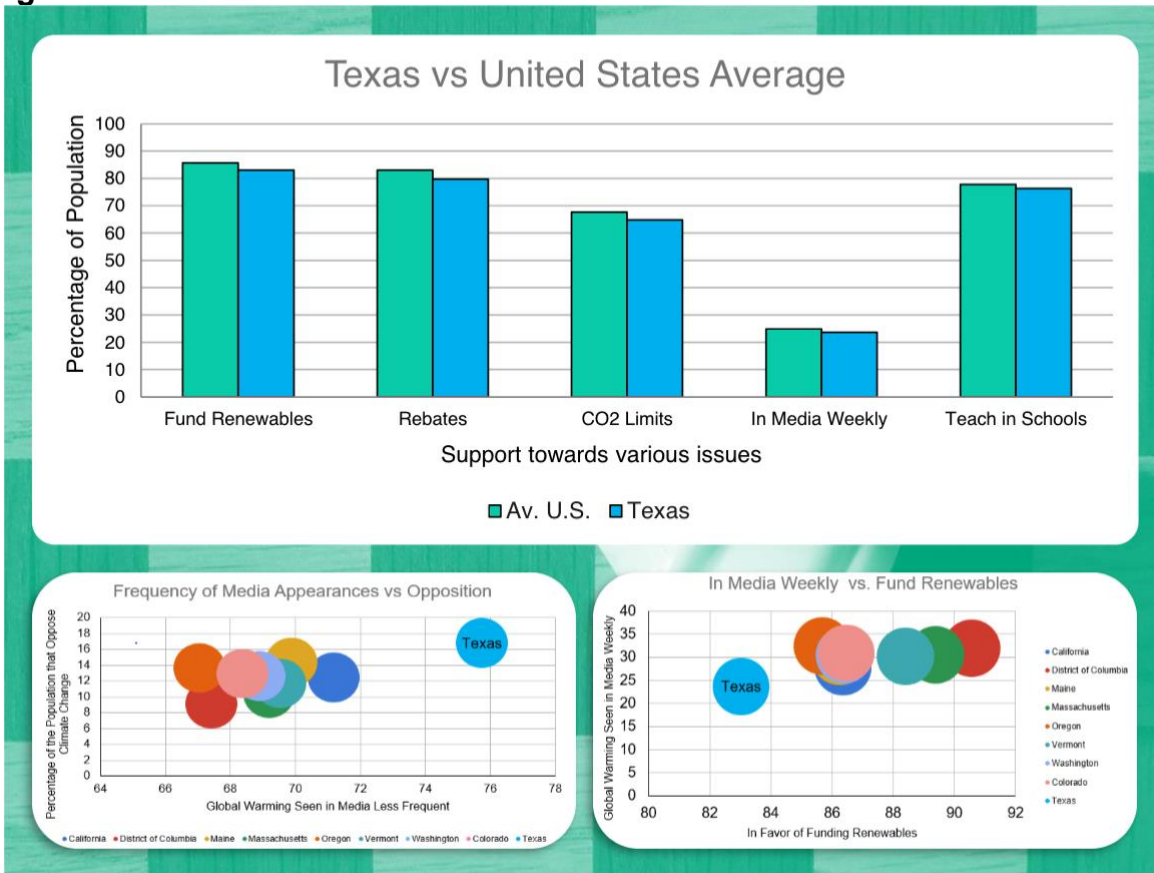 Texas vs United States Average
Percentage of Population
100
90
80
70
60
50
40
30
20
10
0
Fund Renewables Rebates CO2 Limits In Media Weekly Teach in Schools
Support towards various issues
Av. U.S. Texas
Frequency of Media Appearances vs Opposition
Percentage of the Population that Oppose
Climate Change
20
18
16
14
12
10
8
6
4
2
0
Texas
64 66 68 70 72 74 76 78
Global Warming Seen in Media Less Frequent
California District of Columbia Maine Massachusetts Oregon Vermont Washington Colorado Texas
In Media Weekly vs. Fund Renewables
Global Warming Seen in Media Weekly
40
35
30
25
20
15
10
5
0
Texas
80 82 84 86 88 90 92
In Favor of Funding Renewables
California
District of Columbia
Maine
Massachusetts
Oregon
Vermont
Washington
Colorado
Texas